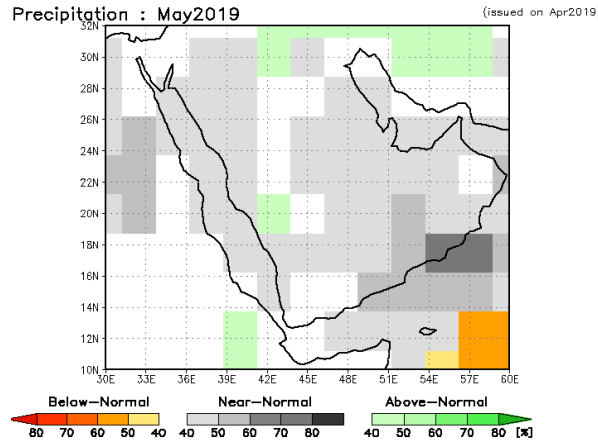 Precipitation : May2019
(issued on Apr2019
32N
30N
28N
26N
24N
22N
20N
18N
16N
14N
12N
10N
30E 33E 36E 39E 42E 45E 48E 51E 54E 57E 60E
Below-Normal Near-Normal Above-Normal
80 70 60 50 40 40 50 60 70 80 40 50 60 70 80 [%]